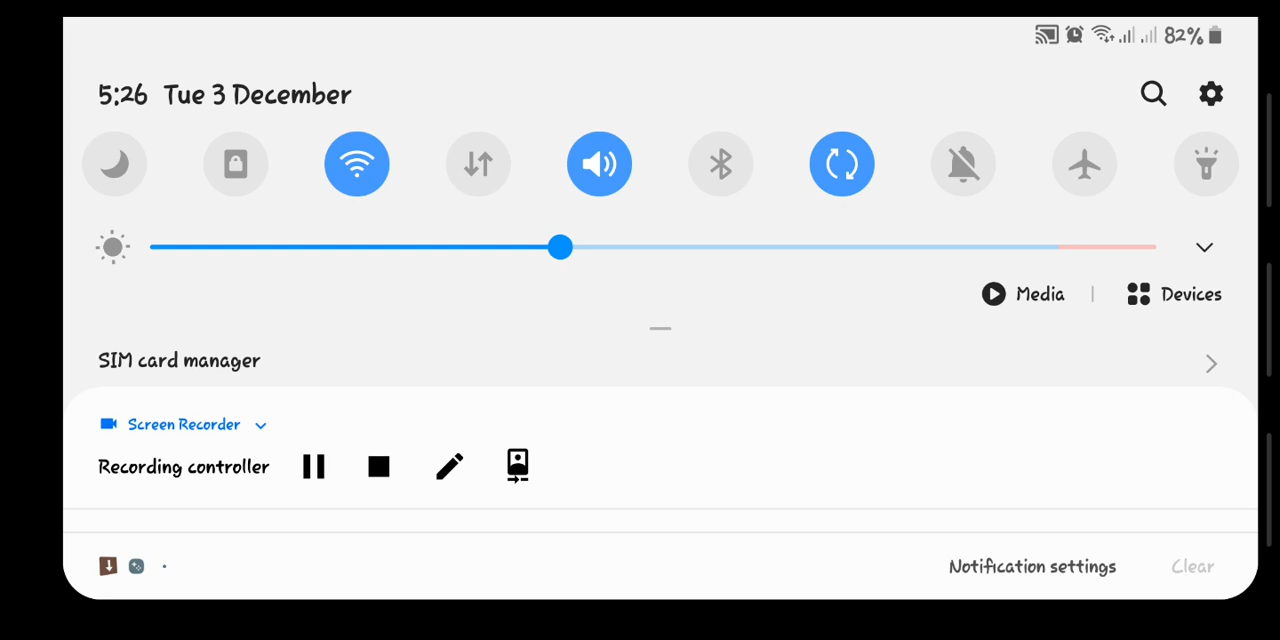 82%
5:26 Tue 3 December
Media | Devices
SIM card manager
Screen Recorder
Recording controller
Notification settings Clear